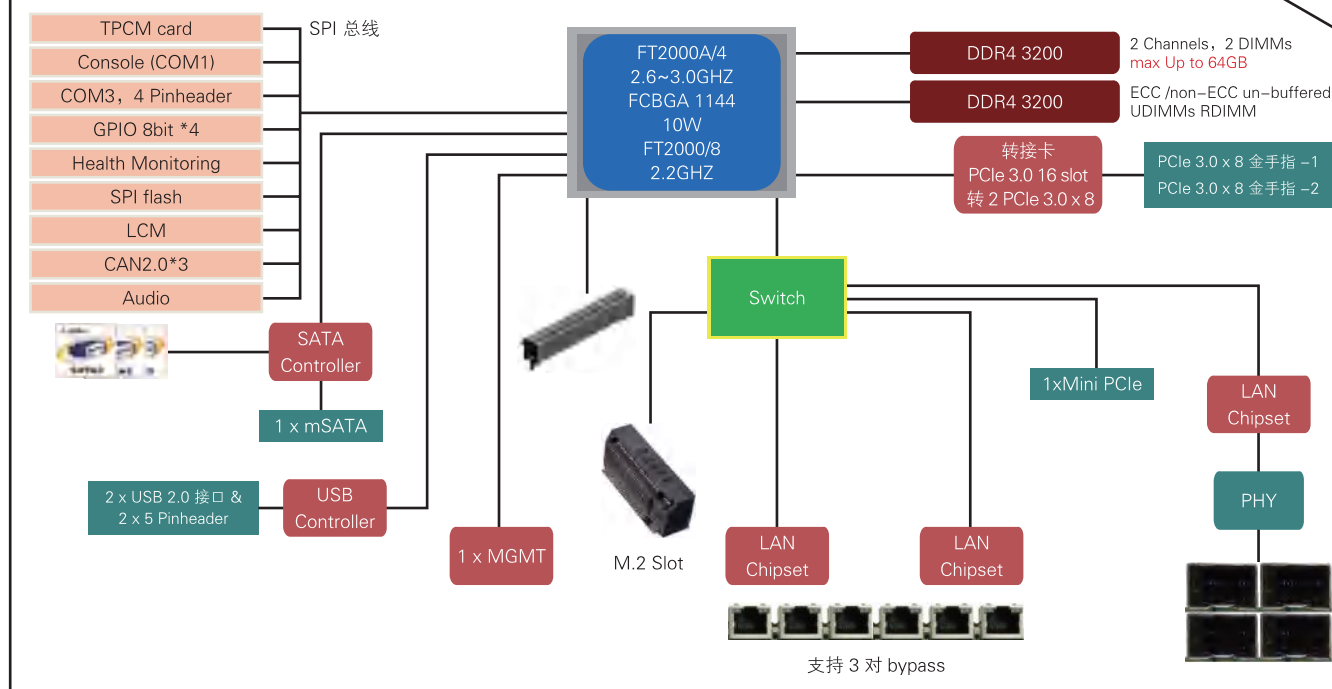 TPCM card
SPI 总线
Console (COM1)
COM3，4 Pinheader
GPIO 8bit *4
Health Monitoring
SPI flash
LCM
CAN2.0*3
Audio
FT2000A/4
2.6~3.0GHZ
FCBGA 1144
10W
FT2000/8
2.2GHZ
DDR4 3200
2 Channels，2 DIMMs
max Up to 64GB
DDR4 3200
ECC /non-ECC un-buffered
UDIMMs RDIMM
转接卡
PCIe 3.0 16 slot
转 2 PCIe 3.0 x 8
PCIe 3.0 x 8 金手指 -1
PCIe 3.0 x 8 金手指 -2
Switch
SATA
Controller
1 x mSATA
2 x USB 2.0 接口 &
2 x 5 Pinheader
USB
Controller
1 x MGMT
M.2 Slot
LAN
Chipset
LAN
Chipset
1xMini PCIe
LAN
Chipset
PHY
支持 3 对 bypass